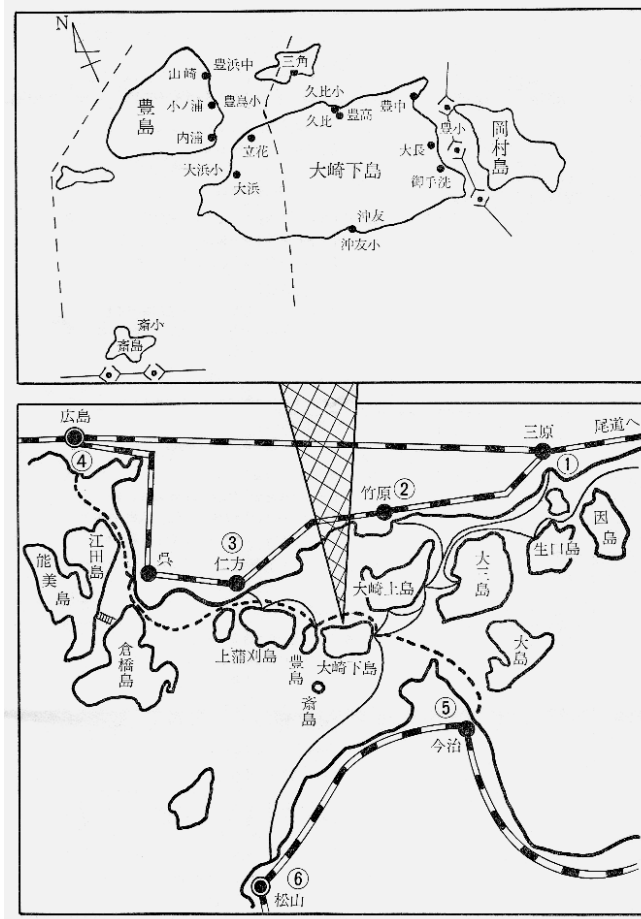 N
三角
豊浜中
山崎
久比小
豊中
小ノ浦
豊島小
久比
豊高
豊小
豊島
岡村島
内浦
立花
大長
大浜小
大崎下島
御手洗
大浜
沖友
沖友小
斎小
斎島
広島
三原
尾道へ
④
①
竹原
②
因島
江田島
③
生口島
呉
仁方
能美島
大崎上島
大三島
倉橋島
上蒲刈島
豊島
大崎下島
大島
斎島
⑤
今治
⑥
松山